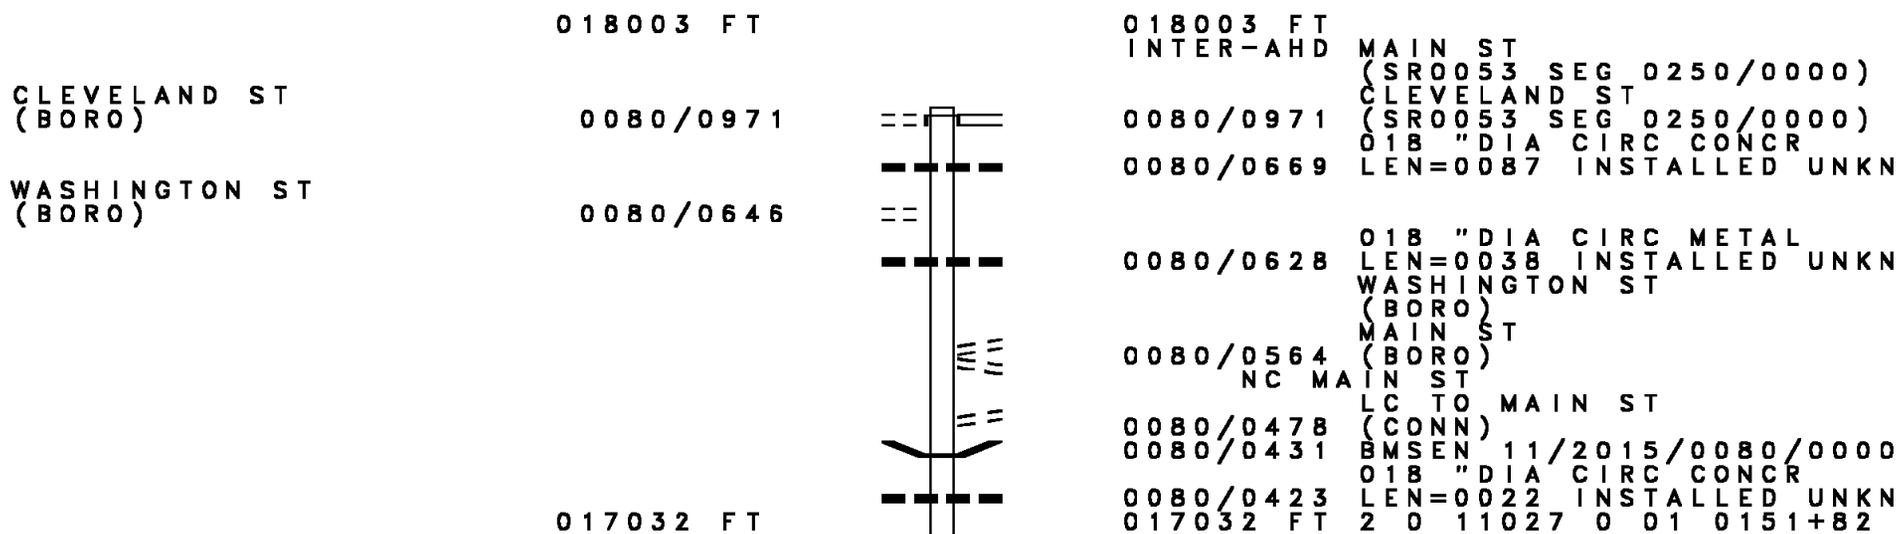 018003 FT 018003 FT
INTER-AHD MAIN ST
(SR0053 SEG 0250/0000)
CLEVELAND ST CLEVELAND ST
(BORO) 0080/0971 0080/0971 (SR0053 SEG 0250/0000)
018 "DIA CIRC CONCR
0080/0669 LEN=0087 INSTALLED UNKN
WASHINGTON ST
(BORO) 0080/0646
018 "DIA CIRC METAL
0080/0628 LEN=0038 INSTALLED UNKN
WASHINGTON ST
(BORO)
MAIN ST
0080/0564 (BORO)
NC MAIN ST
LC TO MAIN ST
0080/0478 (CONN)
0080/0431 BMSEN 11/2015/0080/0000
018 "DIA CIRC CONCR
0080/0423 LEN=0022 INSTALLED UNKN
017032 FT 017032 FT 2 0 11027 0 01 0151+82